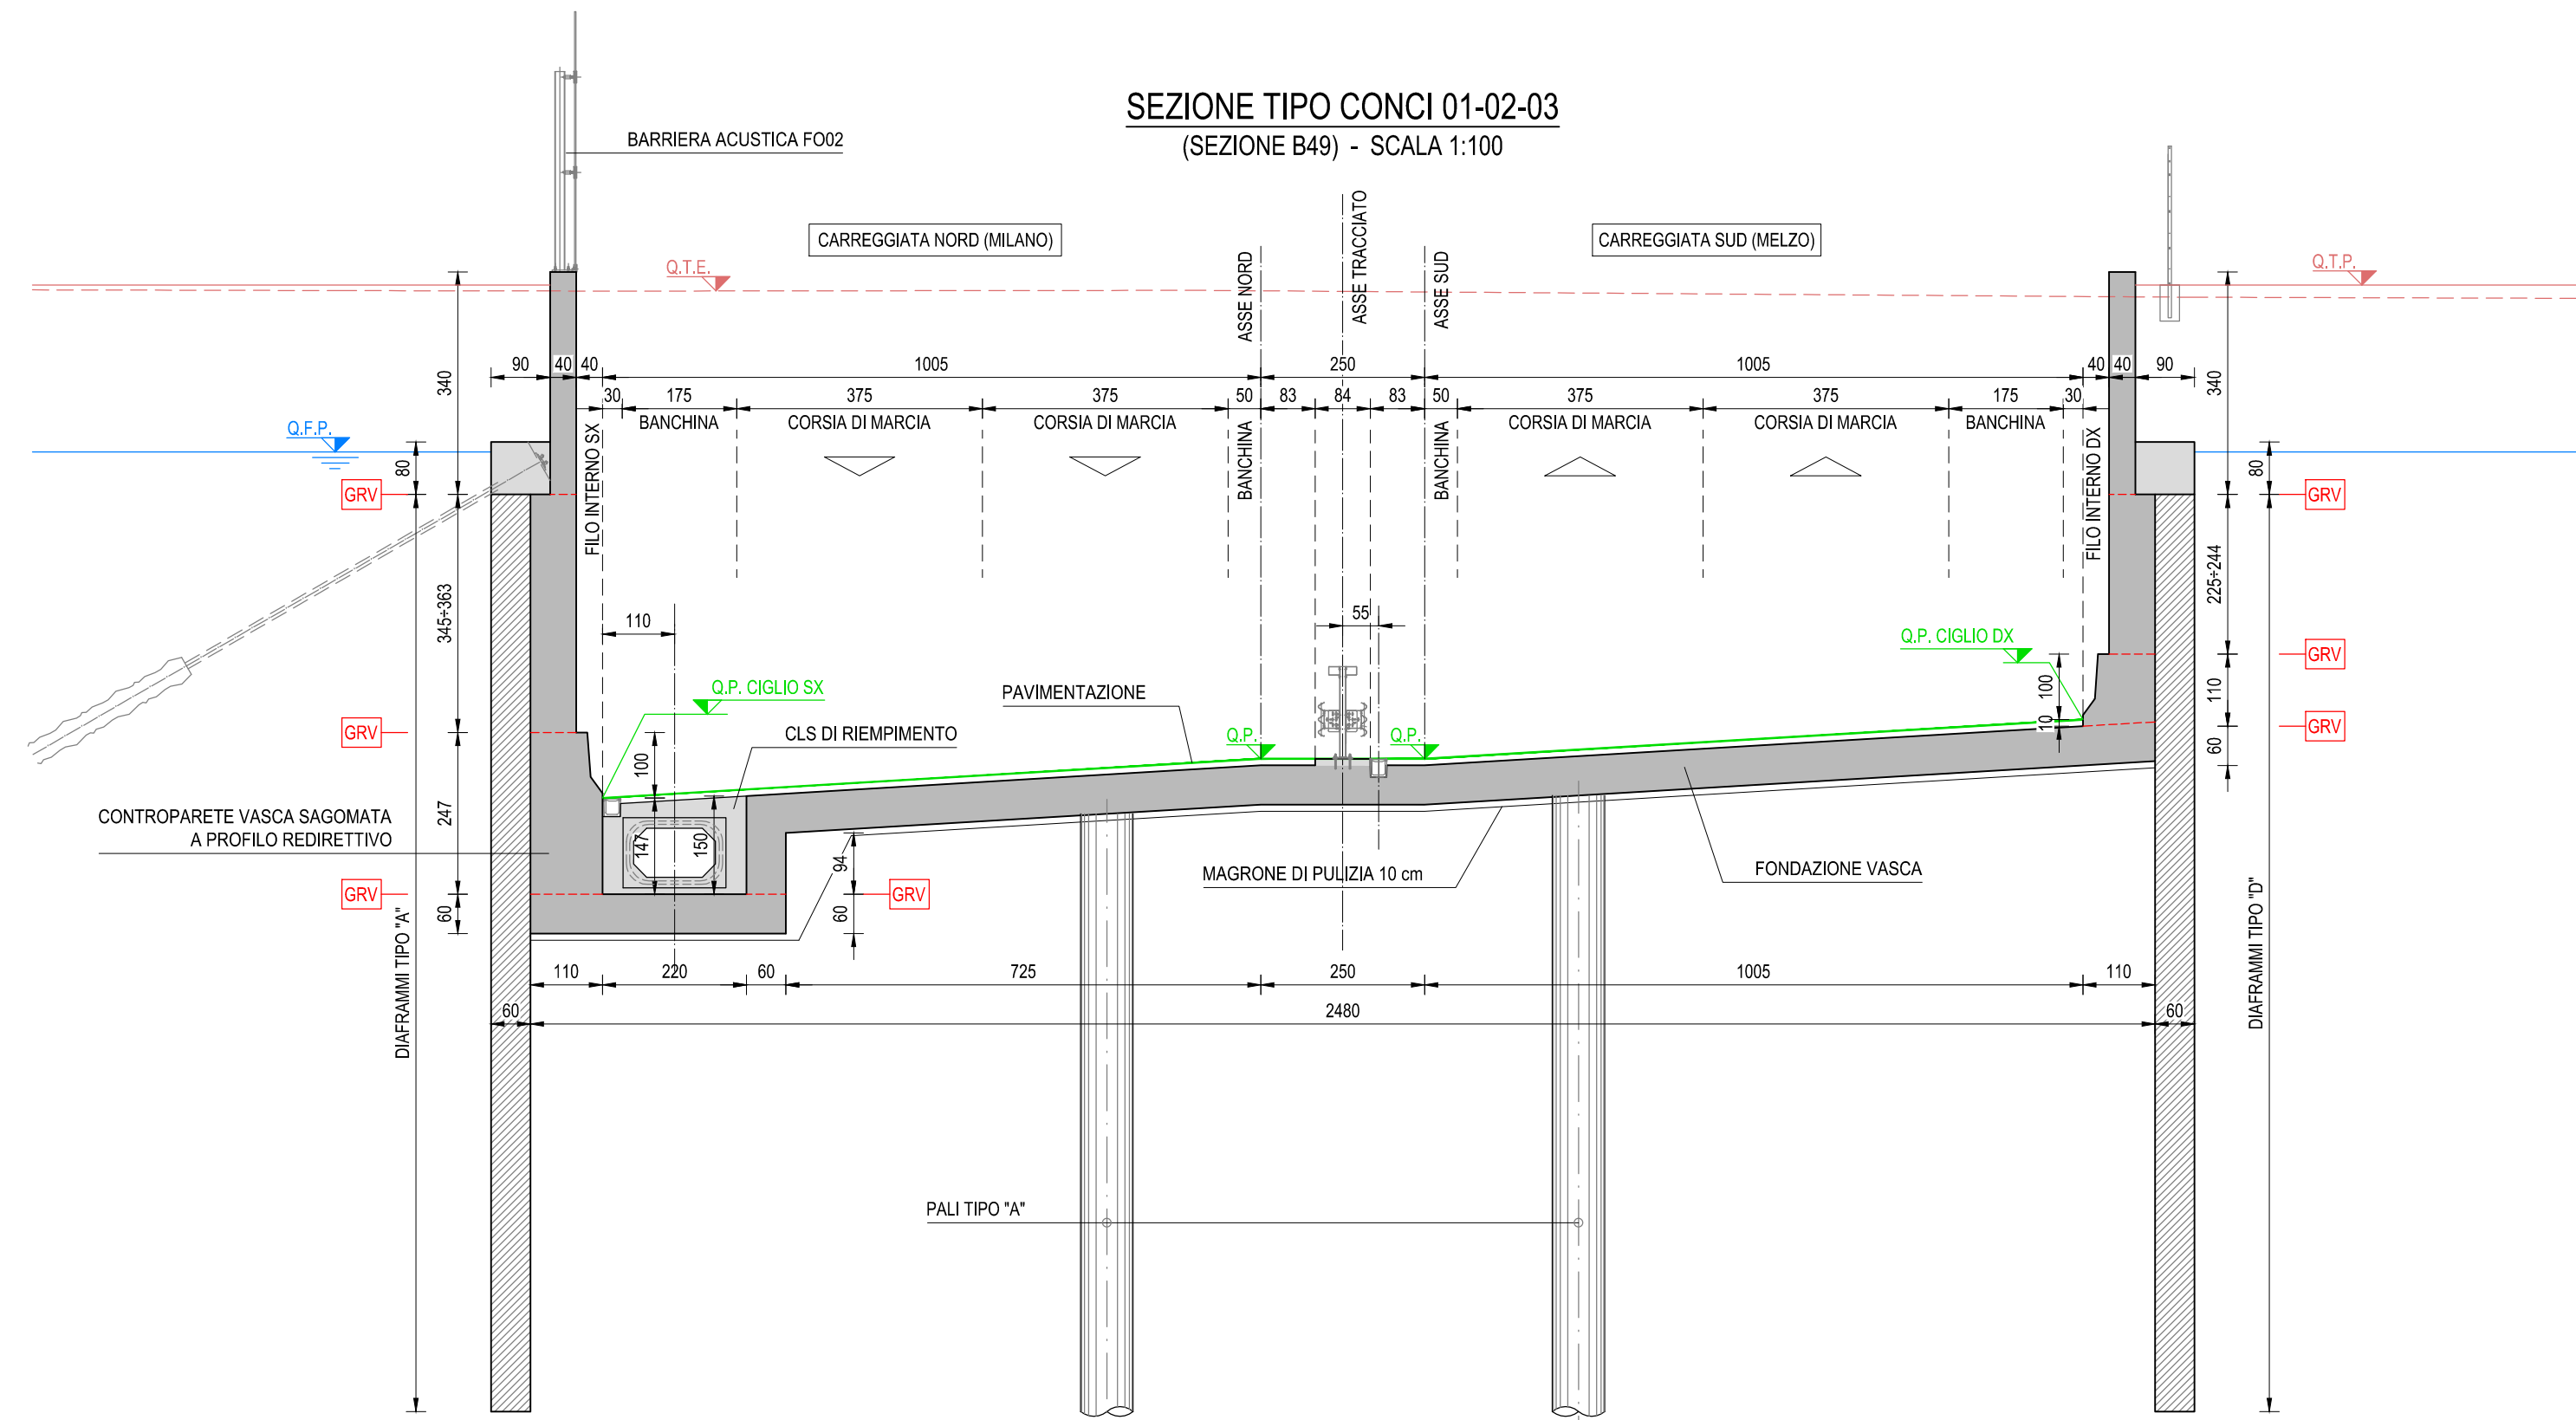 SEZIONE TIPO CONCI 01-02-03
(SEZIONE B49) - SCALA 1:100
BARRIERA ACUSTICA FO02
CARREGGIATA NORD (MILANO)
CARREGGIATA SUD (MELZO)
ASSE NORD
ASSE TRACCIATO
ASSE SUD
Q.T.E.
Q.T.P.
90
40
40
1005
250
1005
40
40
90
30
175
375
375
50
83
84
83
50
375
375
175
30
BANCHINA
CORSIA DI MARCIA
CORSIA DI MARCIA
BANCHINA
BANCHINA
CORSIA DI MARCIA
CORSIA DI MARCIA
BANCHINA
340
340
Q.F.P.
80
80
GRV
GRV
FILO INTERNO SX
FILO INTERNO DX
345÷363
225÷244
110
55
Q.P. CIGLIO DX
GRV
Q.P. CIGLIO SX
PAVIMENTAZIONE
100
110
10
GRV
GRV
CLS DI RIEMPIMENTO
Q.P.
Q.P.
100
60
CONTROPARETE VASCA SAGOMATA
A PROFILO REDIRETTIVO
247
147
150
94
MAGRONE DI PULIZIA 10 cm
FONDAZIONE VASCA
GRV
GRV
60
60
DIAFRAMMI TIPO "A"
DIAFRAMMI TIPO "D"
110
220
60
725
250
1005
110
60
2480
60
PALI TIPO "A"